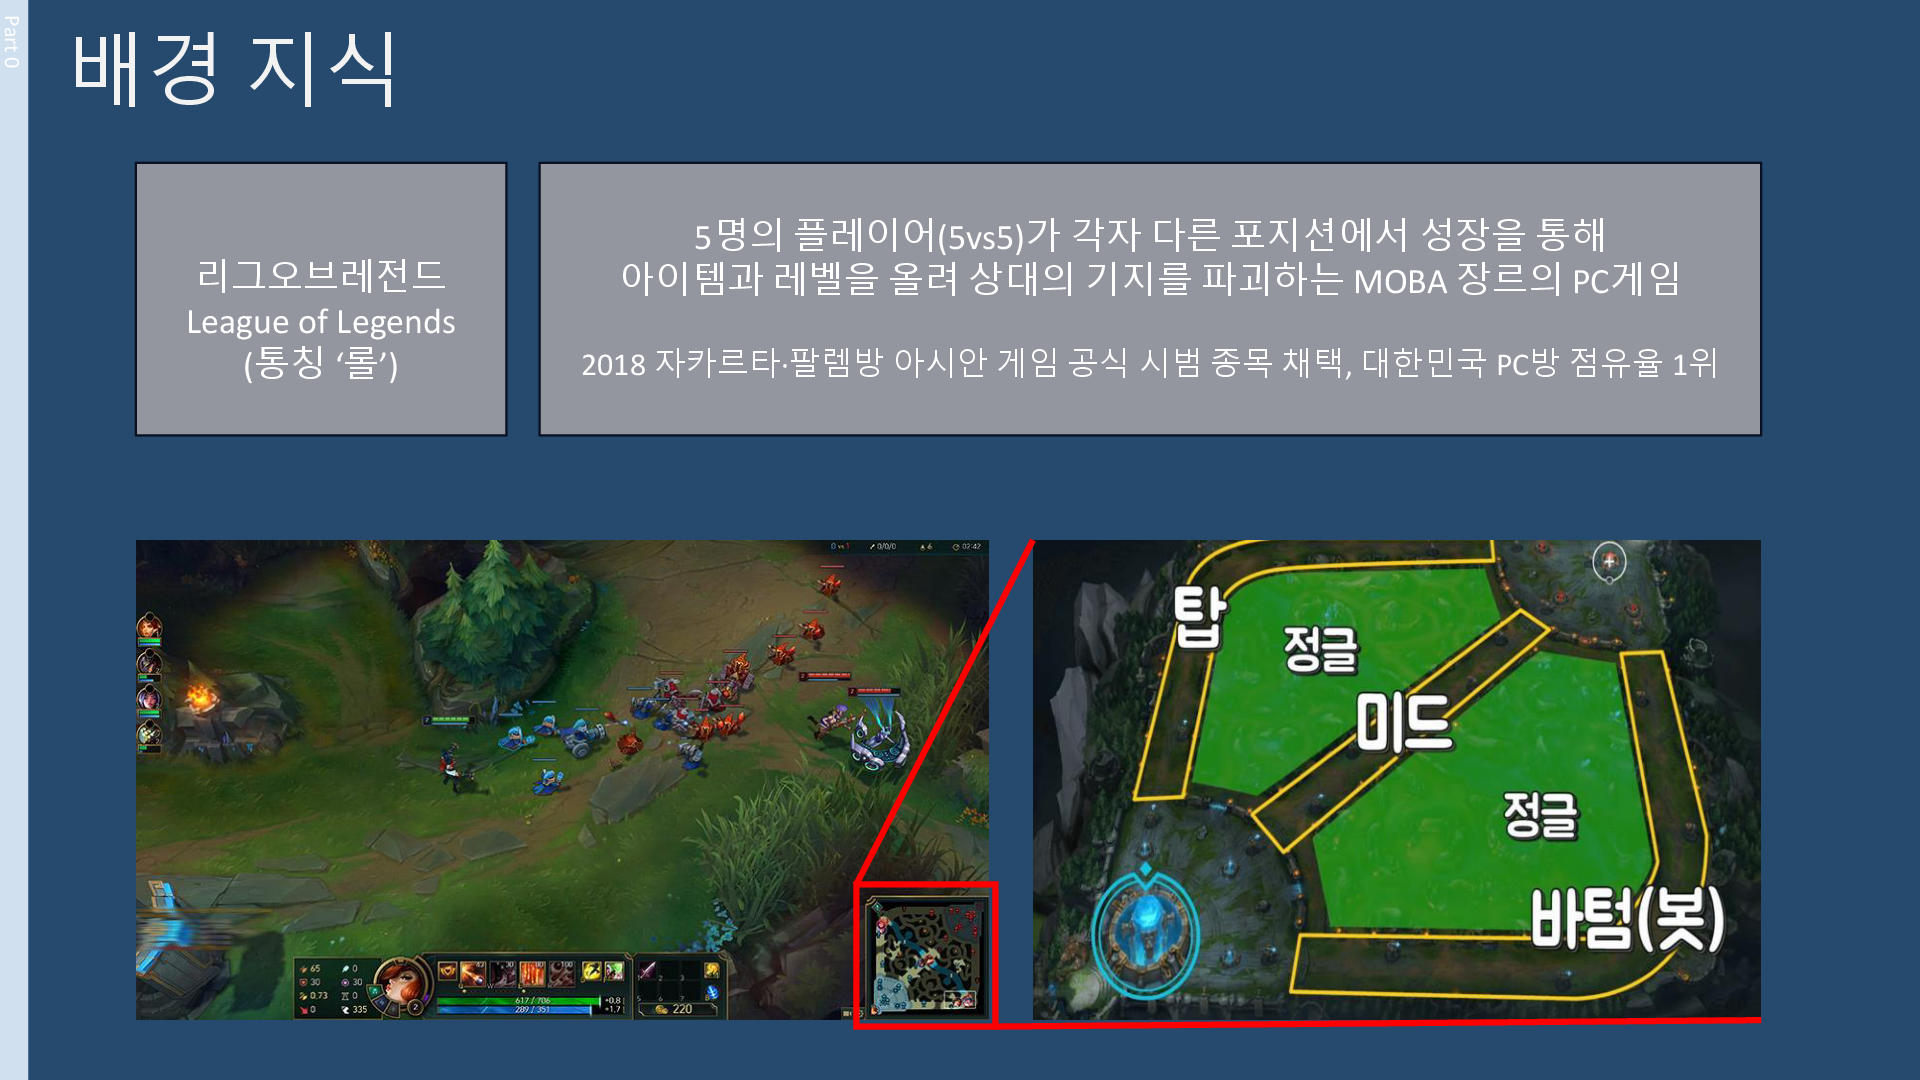 Part 0
배경 지식
리그오브레전드
League of Legends
(통칭 ‘롤’)
5명의 플레이어(5vs5)가 각자 다른 포지션에서 성장을 통해
아이템과 레벨을 올려 상대의 기지를 파괴하는 MOBA 장르의 PC게임
2018 자카르타·팔렘방 아시안 게임 공식 시범 종목 채택, 대한민국 PC방 점유율 1위
0 vs 1 0/0/0 6 02:42
65 0
30 30
0.73 0
0 335
2
617 / 706 +0.8
289 / 351 +1.7
220
탑
정글
미드
정글
바텀(봇)